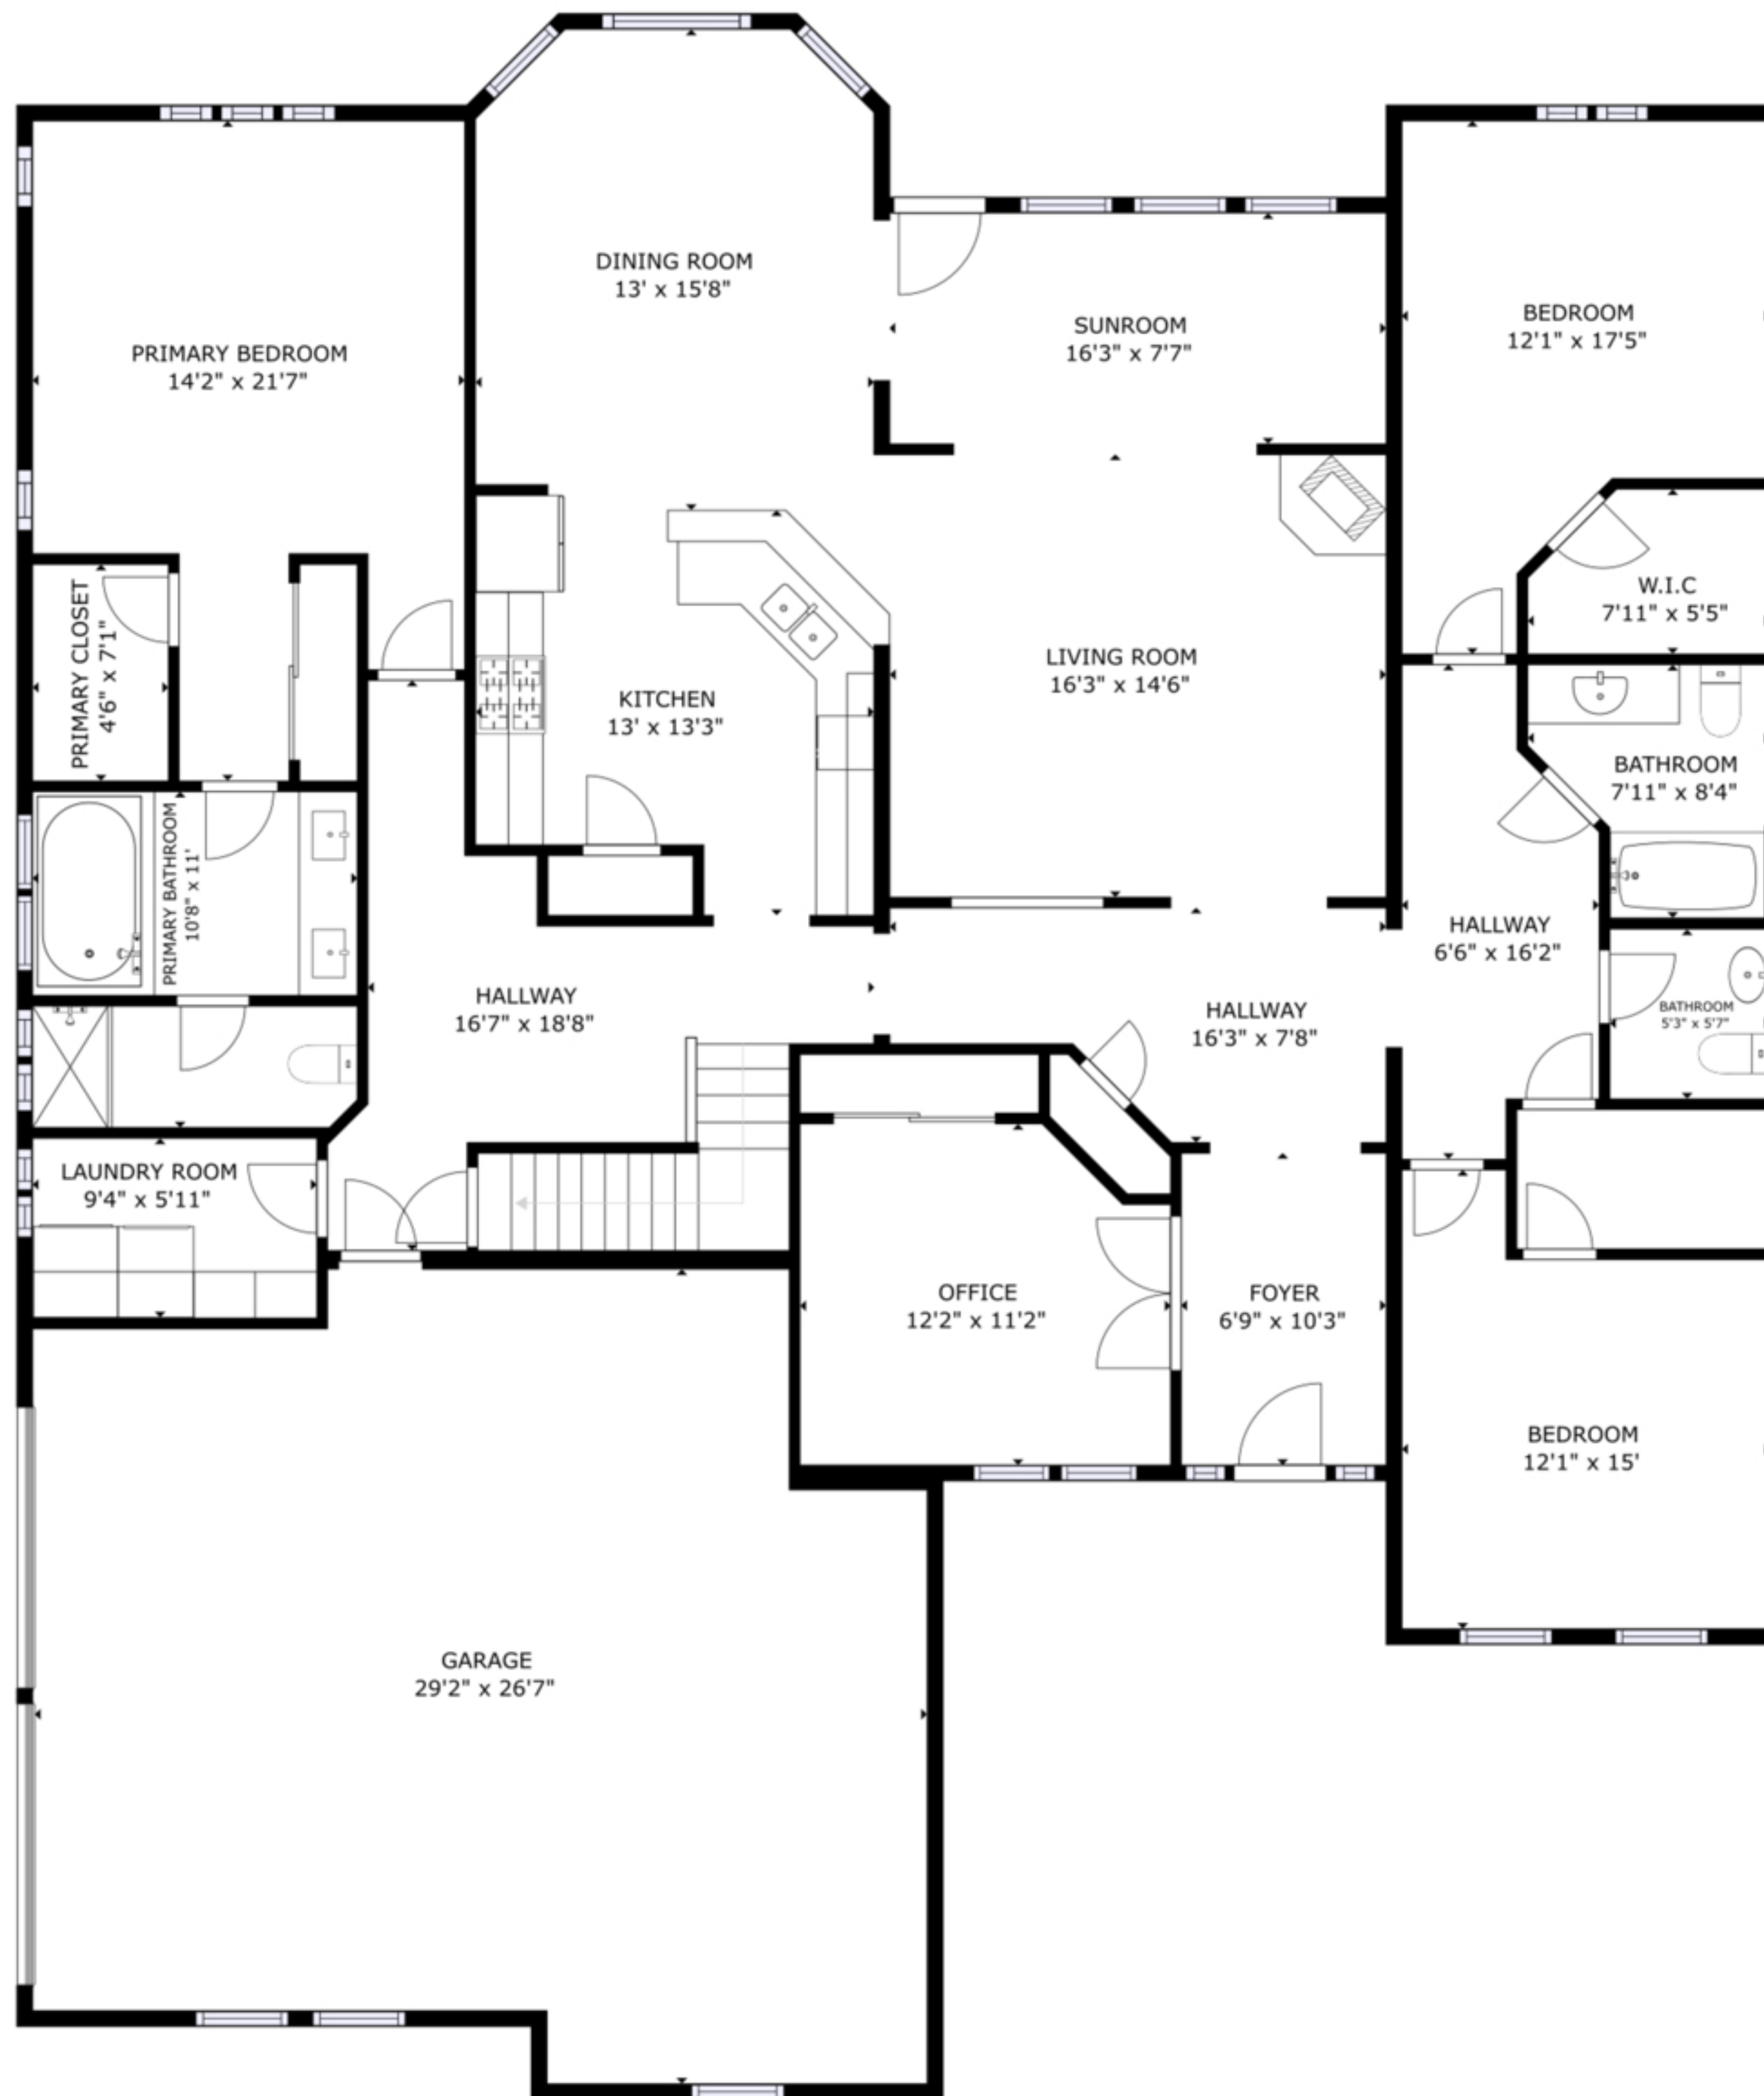 DINING ROOM
13' x 15'8"
PRIMARY BEDROOM
14'2" x 21'7"
SUNROOM
16'3" x 7'7"
BEDROOM
12'1" x 17'5"
PRIMARY CLOSET
4'6" x 7'1"
KITCHEN
13' x 13'3"
LIVING ROOM
16'3" x 14'6"
W.I.C
7'11" x 5'5"
BATHROOM
7'11" x 8'4"
PRIMARY BATHROOM
10'8" x 11'
HALLWAY
16'7" x 18'8"
HALLWAY
16'3" x 7'8"
HALLWAY
6'6" x 16'2"
BATHROOM
5'3" x 5'7"
LAUNDRY ROOM
9'4" x 5'11"
OFFICE
12'2" x 11'2"
FOYER
6'9" x 10'3"
BEDROOM
12'1" x 15'
GARAGE
29'2" x 26'7"